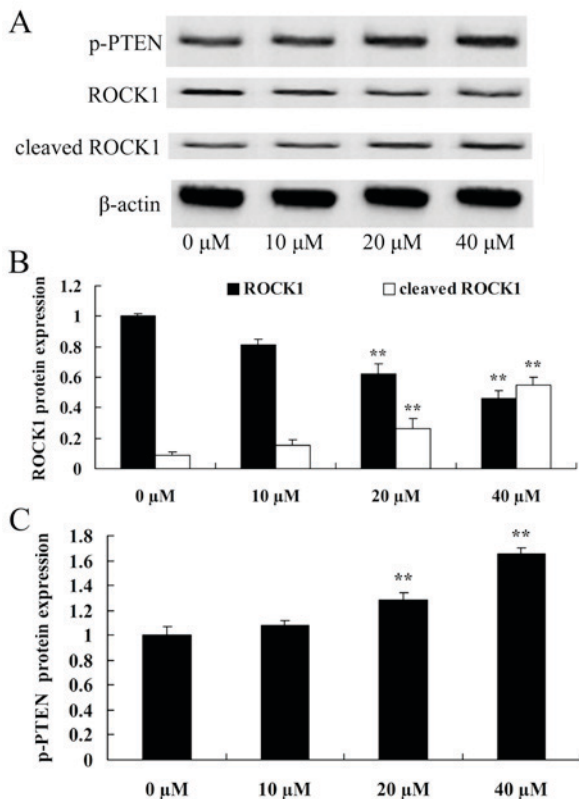 A
p-PTEN
ROCK1
cleaved ROCK1
β-actin
0 μM 10 μM 20 μM 40 μM
B
ROCK1 protein expression
1.2
1
0.8
0.6
0.4
0.2
0
ROCK1 cleaved ROCK1
** ** ** **
0 μM 10 μM 20 μM 40 μM
C
p-PTEN protein expression
1.8
1.6
1.4
1.2
1
0.8
0.6
0.4
0.2
0
** **
0 μM 10 μM 20 μM 40 μM